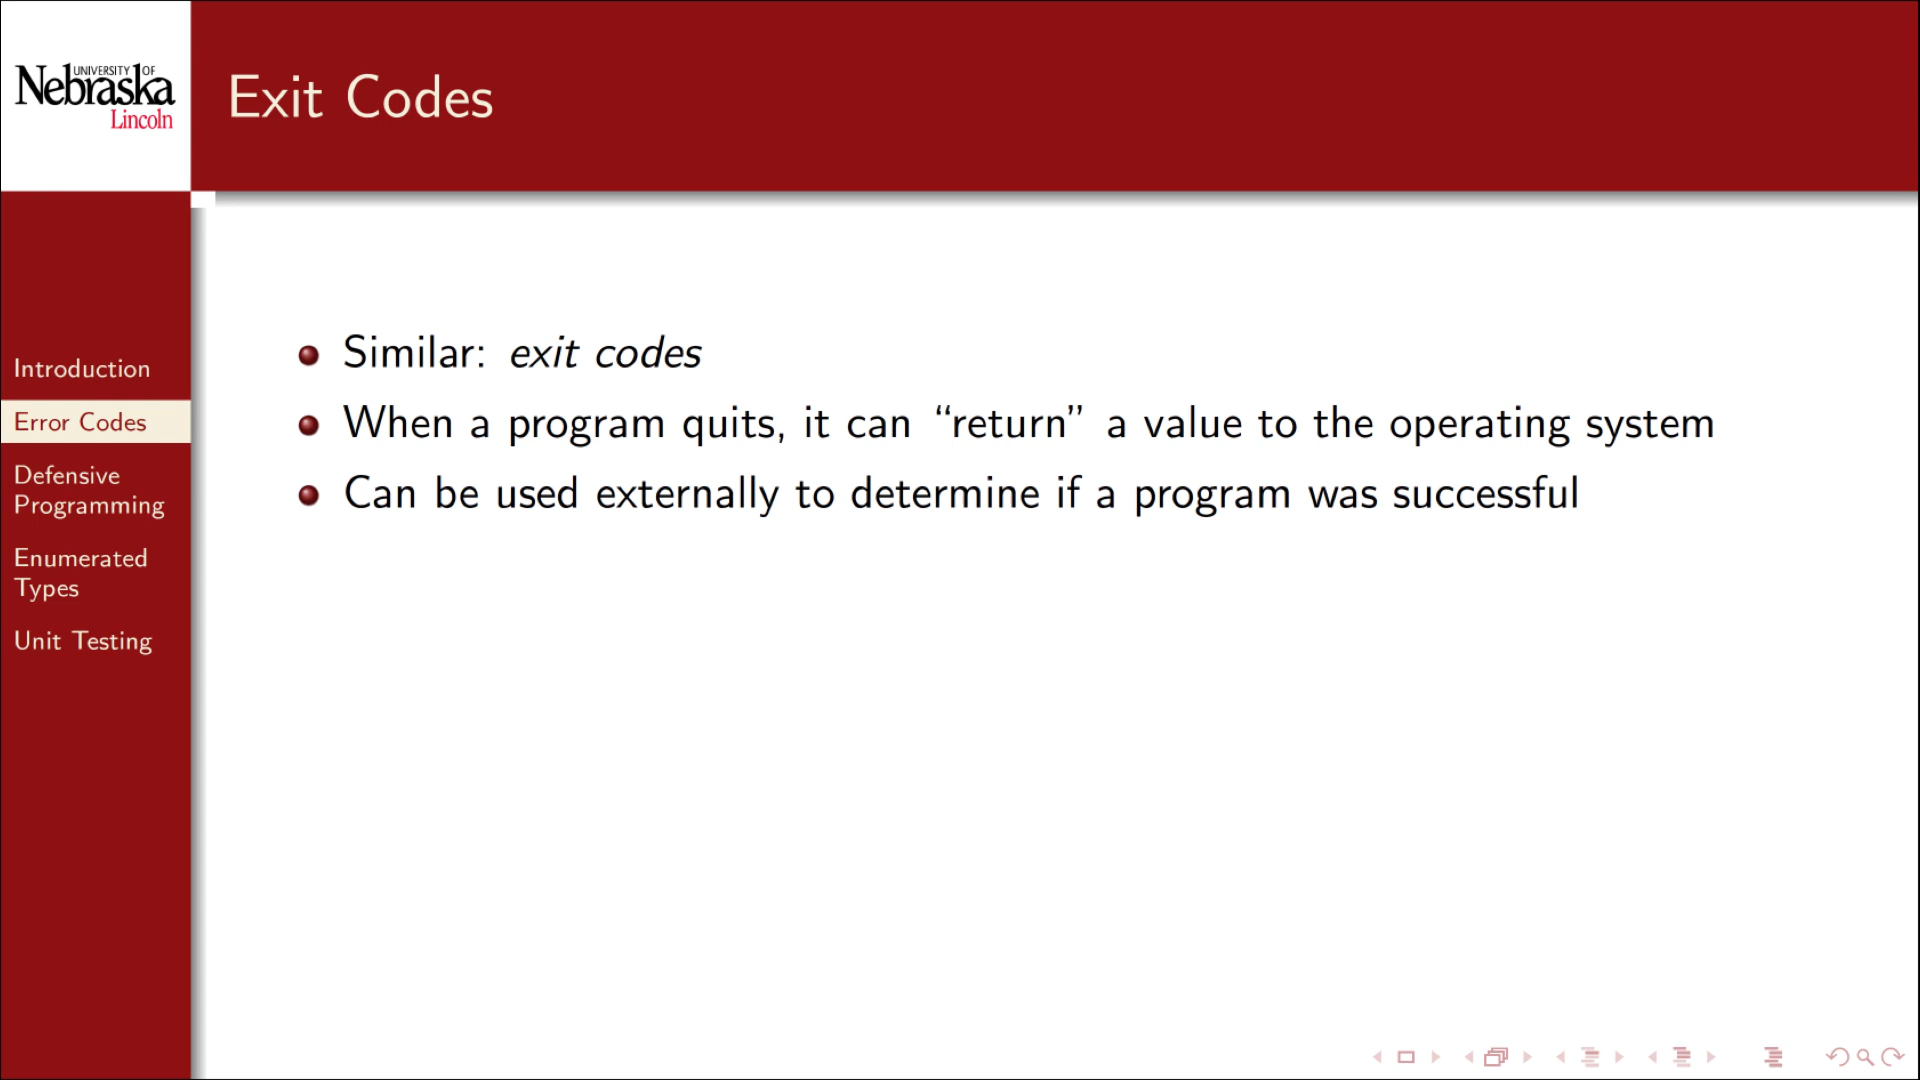 UNIVERSITY OF
Nebraska
Lincoln
Exit Codes
Introduction
Error Codes
Defensive
Programming
Enumerated
Types
Unit Testing
Similar: exit codes
When a program quits, it can “return” a value to the operating system
Can be used externally to determine if a program was successful